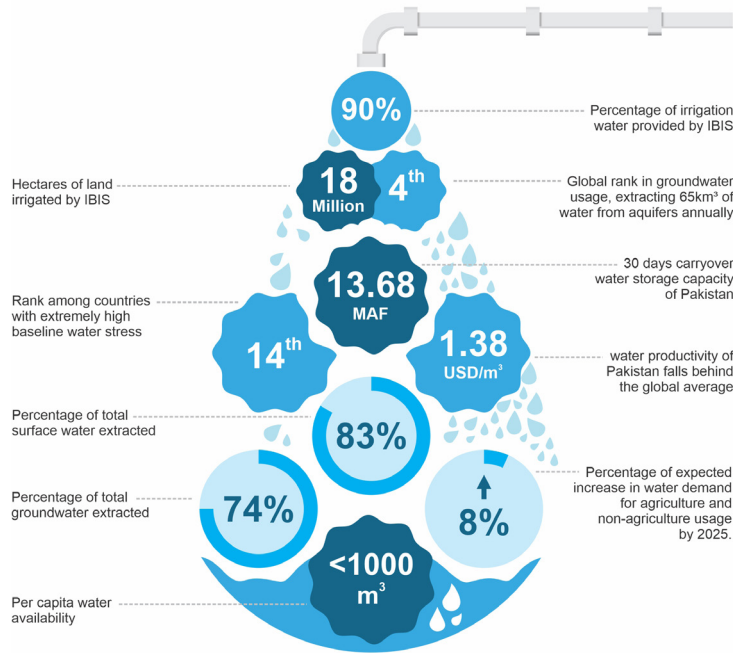 90%
Percentage of irrigation
water provided by IBIS
Hectares of land
irrigated by IBIS
18
Million
4th
Global rank in groundwater
usage, extracting 65km³ of
water from aquifers annually
13.68
MAF
30 days carryover
water storage capacity
of Pakistan
Rank among countries
with extremely high
baseline water stress
14th
1.38
USD/m³
water productivity of
Pakistan falls behind
the global average
Percentage of total
surface water extracted
83%
Percentage of total
groundwater extracted
74%
8%
Percentage of expected
increase in water demand
for agriculture and
non-agriculture usage
by 2025.
<1000
m³
Per capita water
availability